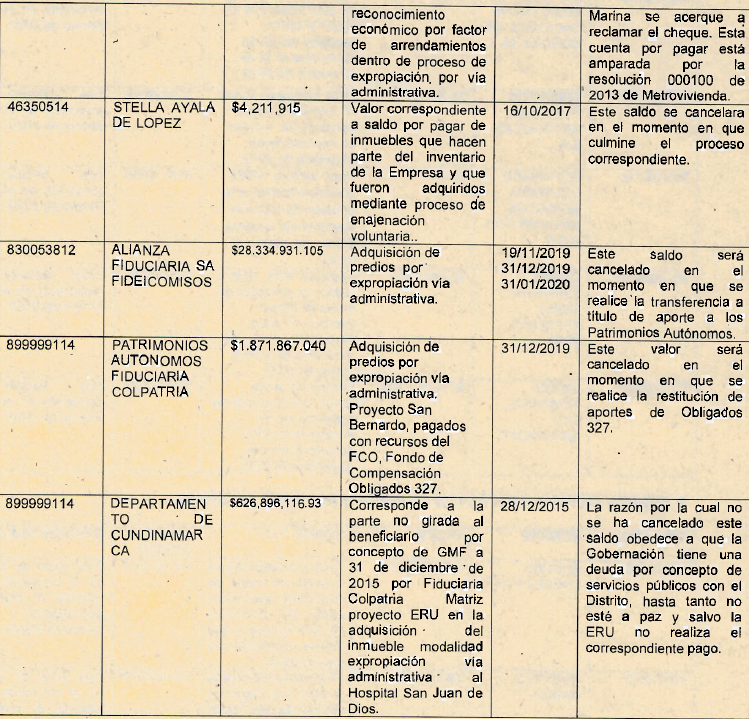 reconocimiento
económico por factor
de arrendamientos
dentro de proceso de
expropiación por vía
administrativa.
Marina se acerque a
reclamar el cheque. Esta
cuenta por pagar está
amparada por la
resolución 000100 de
2013 de Metrovivienda.
46350514
STELLA AYALA
DE LOPEZ
$4,211,915
Valor correspondiente
a saldo por pagar de
inmuebles que hacen
parte del inventario
de la Empresa y que
fueron adquiridos
mediante proceso de
enajenación
voluntaria..
16/10/2017
Este saldo se cancelara
en el momento en que
culmine el proceso
correspondiente.
830053812
ALIANZA
FIDUCIARIA SA
FIDEICOMISOS
$28.334.931.105
Adquisición de
predios por
expropiación vía
administrativa.
19/11/2019
31/12/2019
31/01/2020
Este saldo será
cancelado en el
momento en que se
realice la transferencia a
título de aporte a los
Patrimonios Autónomos.
899999114
PATRIMONIOS
AUTONOMOS
FIDUCIARIA
COLPATRIA
$1.871.867.040
Adquisición de
predios por
expropiación vía
administrativa.
Proyecto San
Bernardo, pagados
con recursos del
FCO, Fondo de
Compensación
Obligados 327.
31/12/2019
Este valor será
cancelado en el
momento en que se
realice la restitución de
aportes de Obligados
327.
899999114
DEPARTAMEN
TO DE
CUNDINAMAR
CA
$626,896,116.93
Corresponde a la
parte no girada al
beneficiario por
concepto de GMF a
31 de diciembre de
2015 por Fiduciaria
Colpatria Matriz
proyecto ERU en la
adquisición del
inmueble modalidad
expropiación vía
administrativa al
Hospital San Juan de
Dios.
28/12/2015
La razón por la cual no
se ha cancelado este
saldo obedece a que la
Gobernación tiene una
deuda por concepto de
servicios públicos con el
Distrito, hasta tanto no
esté a paz y salvo la
ERU no realiza el
correspondiente pago.